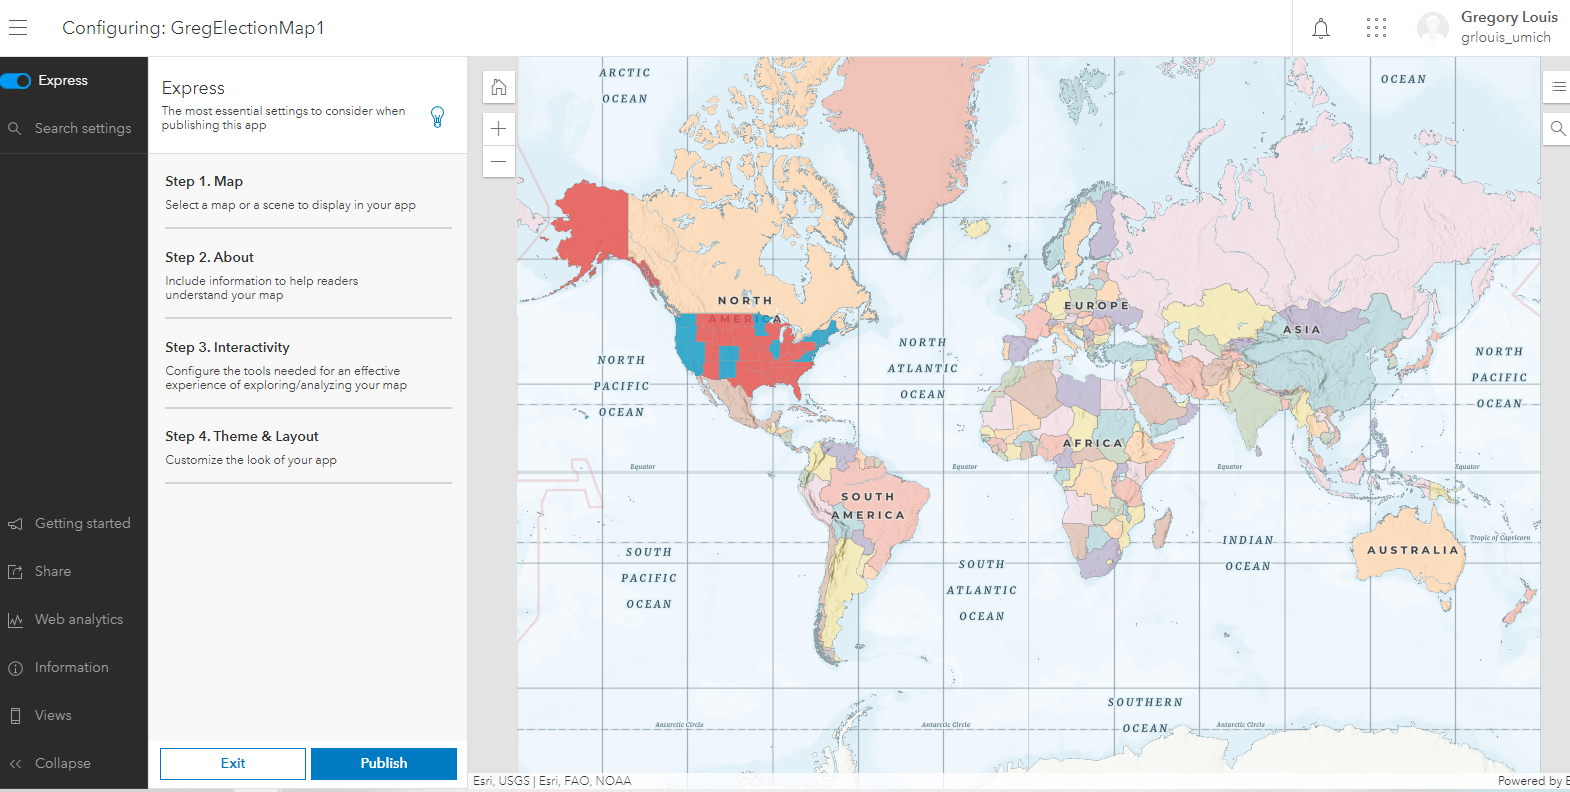 Configuring: GregElectionMap1
Gregory Louis
grlouis_umich
Express
Search settings
Getting started
Share
Web analytics
Information
Views
Collapse
Express
The most essential settings to consider when
publishing this app
Step 1. Map
Select a map or a scene to display in your app
Step 2. About
Include information to help readers
understand your map
Step 3. Interactivity
Configure the tools needed for an effective
experience of exploring/analyzing your map
Step 4. Theme & Layout
Customize the look of your app
Exit
Publish
ARCTIC
OCEAN
OCEAN
NORTH
AMERICA
EUROPE
ASIA
NORTH
PACIFIC
OCEAN
NORTH
ATLANTIC
OCEAN
NORTH
PACIFIC
OCEAN
AFRICA
Equator
Equator
Equator
Equator
SOUTH
AMERICA
SOUTH
PACIFIC
OCEAN
SOUTH
ATLANTIC
OCEAN
INDIAN
OCEAN
Tropic of Capricorn
AUSTRALIA
SOUTHERN
OCEAN
Antarctic Circle
Antarctic Circle
Antarctic Circle
Esri, USGS | Esri, FAO, NOAA
Powered by E